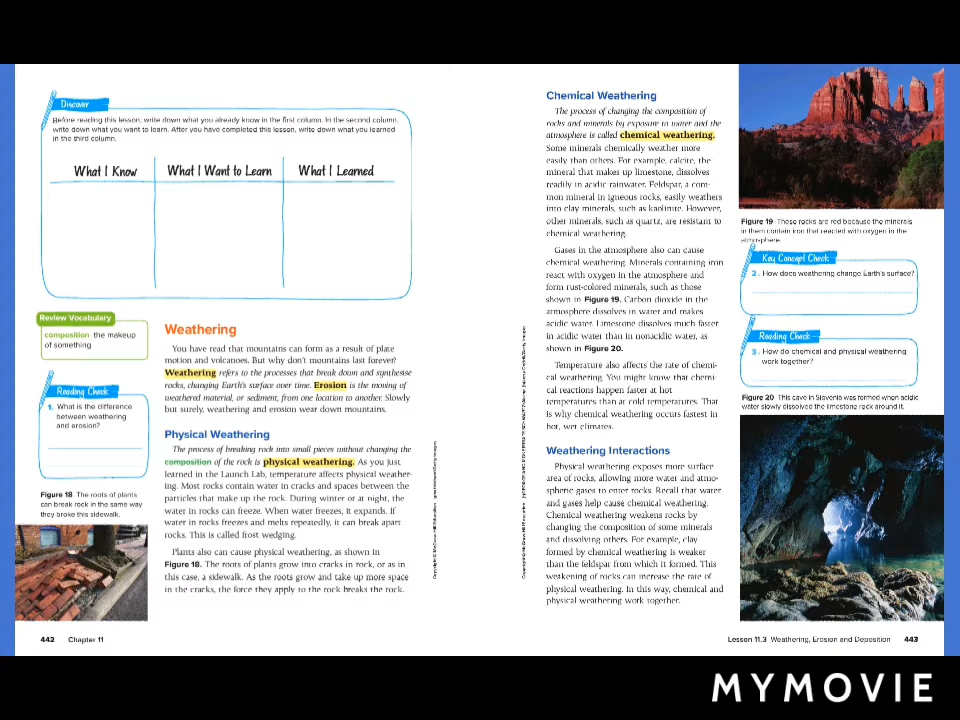 Discover
Before reading this lesson, write down what you already know in the first column. In the second column,
write down what you want to learn. After you have completed this lesson, write down what you learned
in the third column.
What I Know
What I Want to Learn
What I Learned
Review Vocabulary
composition the makeup
of something
Reading Check
1. What is the difference
between weathering
and erosion?
Figure 18 The roots of plants
can break rock in the same way
they broke this sidewalk.
Weathering
You have read that mountains can form as a result of plate
motion and volcanoes. But why don't mountains last forever?
Weathering refers to the processes that break down and synthesise
rocks, changing Earth's surface over time. Erosion is the moving of
weathered material, or sediment, from one location to another. Slowly
but surely, weathering and erosion wear down mountains.
Physical Weathering
The process of breaking rock into small pieces without changing the
composition of the rock is physical weathering. As you just
learned in the Launch Lab, temperature affects physical weather-
ing. Most rocks contain water in cracks and spaces between the
particles that make up the rock. During winter or at night, the
water in rocks can freeze. When water freezes, it expands. If
water in rocks freezes and melts repeatedly, it can break apart
rocks. This is called frost wedging.
Plants also can cause physical weathering, as shown in
Figure 18. The roots of plants grow into cracks in rock, or as in
this case, a sidewalk. As the roots grow and take up more space
in the cracks, the force they apply to the rock breaks the rock.
442 Chapter 11
Chemical Weathering
The process of changing the composition of
rocks and minerals by exposure to water and the
atmosphere is called chemical weathering.
Some minerals chemically weather more
easily than others. For example, calcite, the
mineral that makes up limestone, dissolves
readily in acidic rainwater. Feldspar, a com-
mon mineral in igneous rocks, easily weathers
into clay minerals, such as kaolinite. However,
other minerals, such as quartz, are resistant to
chemical weathering.
Gases in the atmosphere also can cause
chemical weathering. Minerals containing iron
react with oxygen in the atmosphere and
form rust-colored minerals, such as those
shown in Figure 19. Carbon dioxide in the
atmosphere dissolves in water and makes
acidic water. Limestone dissolves much faster
in acidic water than in nonacidic water, as
shown in Figure 20.
Temperature also affects the rate of chemi-
cal weathering. You might know that chemi-
cal reactions happen faster at hot
temperatures than at cold temperatures. That
is why chemical weathering occurs fastest in
hot, wet climates.
Weathering Interactions
Physical weathering exposes more surface
area of rocks, allowing more water and atmo-
spheric gases to enter rocks. Recall that water
and gases help cause chemical weathering.
Chemical weathering weakens rocks by
changing the composition of some minerals
and dissolving others. For example, clay
formed by chemical weathering is weaker
than the feldspar from which it formed. This
weakening of rocks can increase the rate of
physical weathering. In this way, chemical and
physical weathering work together.
Figure 19 These rocks are red because the minerals
in them contain iron that reacted with oxygen in the
atmosphere.
Key Concept Check
2. How does weathering change Earth's surface?
Reading Check
3. How do chemical and physical weathering
work together?
Figure 20 This cave in Slovenia was formed when acidic
water slowly dissolved the limestone rock around it.
Lesson 11.3 Weathering, Erosion and Deposition 443
MYMOVIE